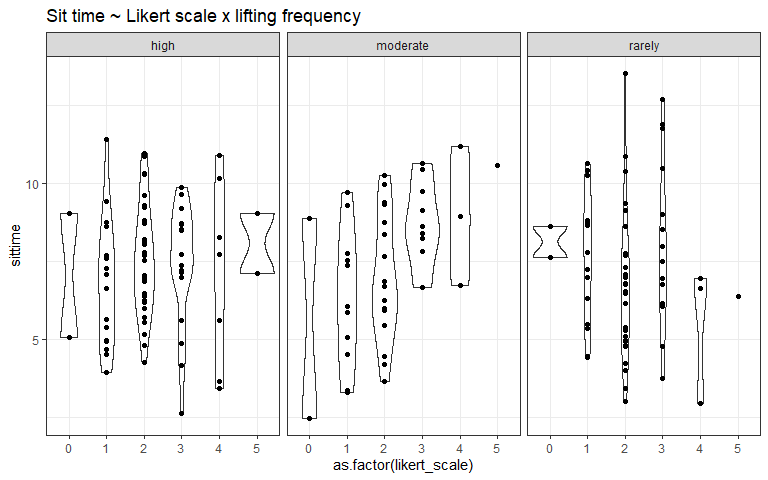 Sit time ~ Likert scale x lifting frequency
high moderate rarely
sittime
10
5
0 1 2 3 4 5 0 1 2 3 4 5 0 1 2 3 4 5
as.factor(likert_scale)